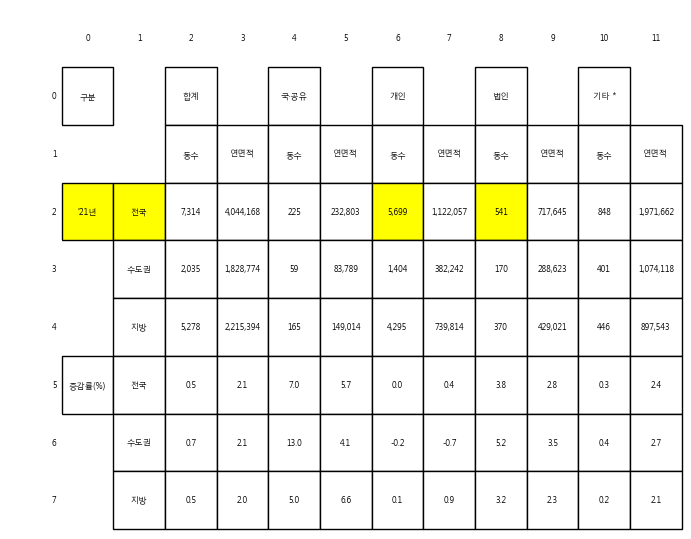 0 1 2 3 4 5 6 7 8 9 10 11
0 구분 합계 국·공유 개인 법인 기타 *
1 동수 연면적 동수 연면적 동수 연면적 동수 연면적 동수 연면적
2 '21년 전국 7,314 4,044,168 225 232,803 5,699 1,122,057 541 717,645 848 1,971,662
3 수도권 2,035 1,828,774 59 83,789 1,404 382,242 170 288,623 401 1,074,118
4 지방 5,278 2,215,394 165 149,014 4,295 739,814 370 429,021 446 897,543
5 증감률(%) 전국 0.5 2.1 7.0 5.7 0.0 0.4 3.8 2.8 0.3 2.4
6 수도권 0.7 2.1 13.0 4.1 -0.2 -0.7 5.2 3.5 0.4 2.7
7 지방 0.5 2.0 5.0 6.6 0.1 0.9 3.2 2.3 0.2 2.1